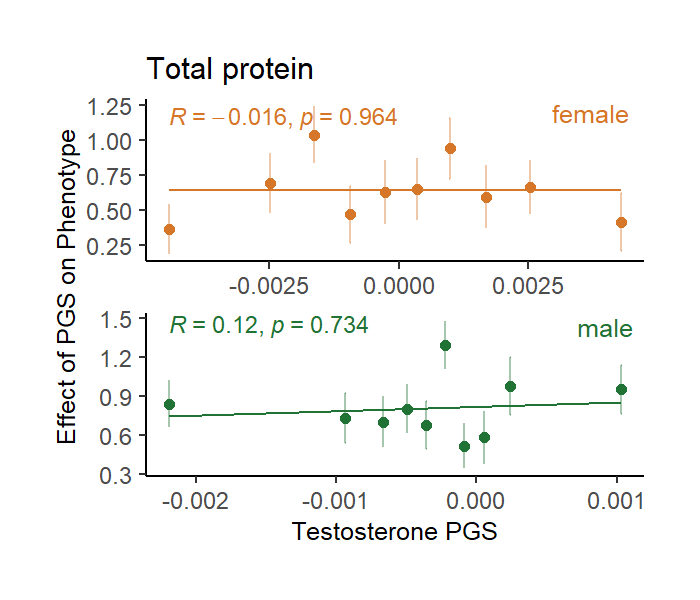 Total protein
Effect of PGS on Phenotype
R = −0.016, p = 0.964
female
1.25
1.00
0.75
0.50
0.25
-0.0025
0.0000
0.0025
R = 0.12, p = 0.734
male
1.5
1.2
0.9
0.6
0.3
-0.002
-0.001
0.000
0.001
Testosterone PGS